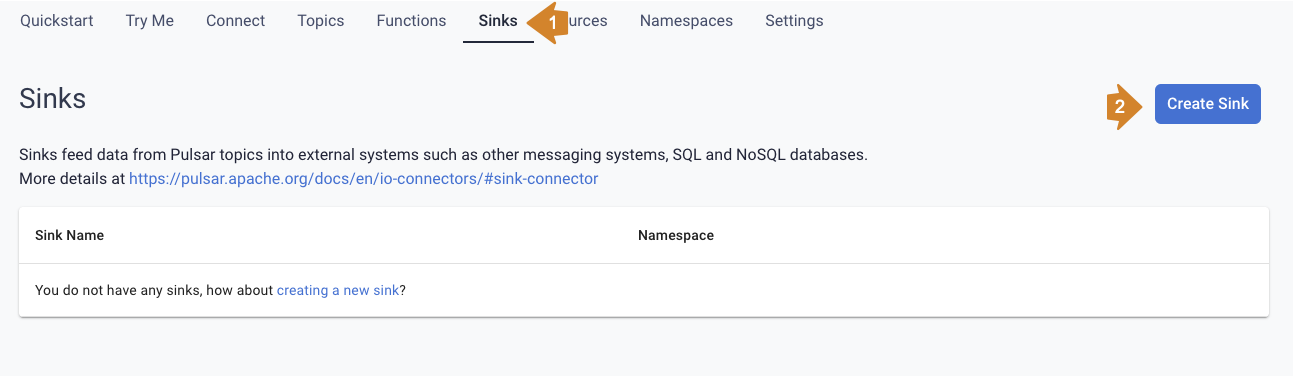 Quickstart Try Me Connect Topics Functions Sinks 1 urces Namespaces Settings
Sinks
2 Create Sink
Sinks feed data from Pulsar topics into external systems such as other messaging systems, SQL and NoSQL databases.
More details at https://pulsar.apache.org/docs/en/io-connectors/#sink-connector
Sink Name Namespace
You do not have any sinks, how about creating a new sink?